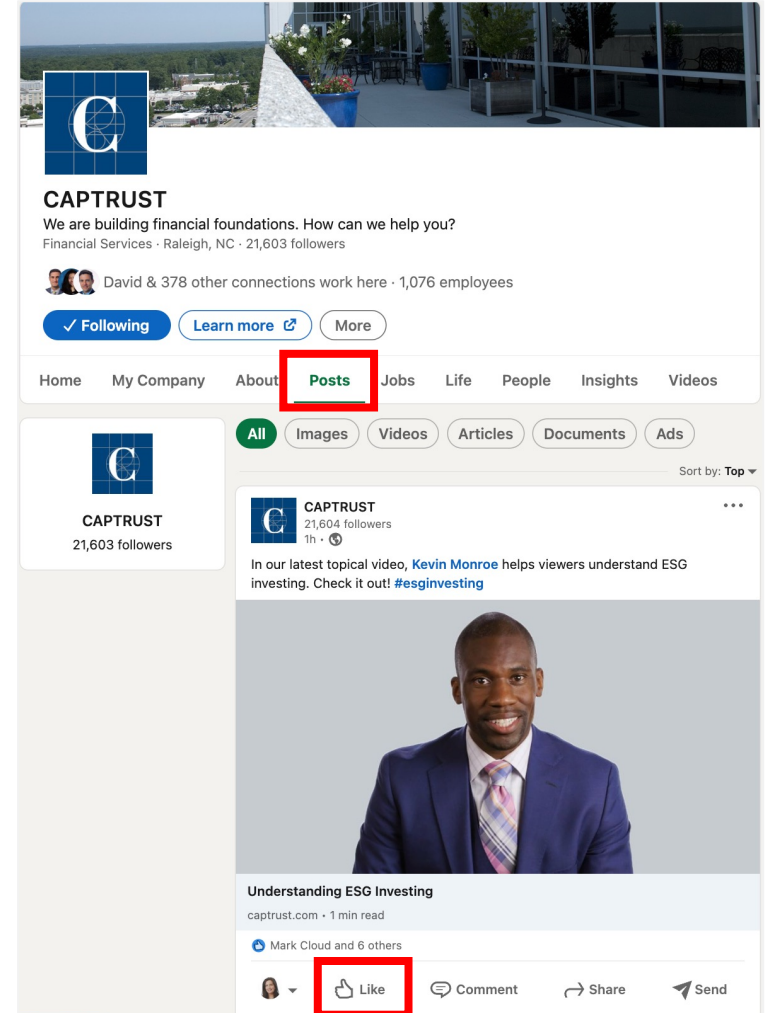 C
CAPTRUST
We are building financial foundations. How can we help you?
Financial Services · Raleigh, NC · 21,603 followers
David & 378 other connections work here · 1,076 employees
✓ Following Learn more More
Home My Company About Posts Jobs Life People Insights Videos
All Images Videos Articles Documents Ads
Sort by: Top
C
CAPTRUST
21,603 followers
C
CAPTRUST
21,604 followers
1h •
In our latest topical video, Kevin Monroe helps viewers understand ESG
investing. Check it out! #esginvesting
Understanding ESG Investing
captrust.com • 1 min read
Mark Cloud and 6 others
Like Comment Share Send